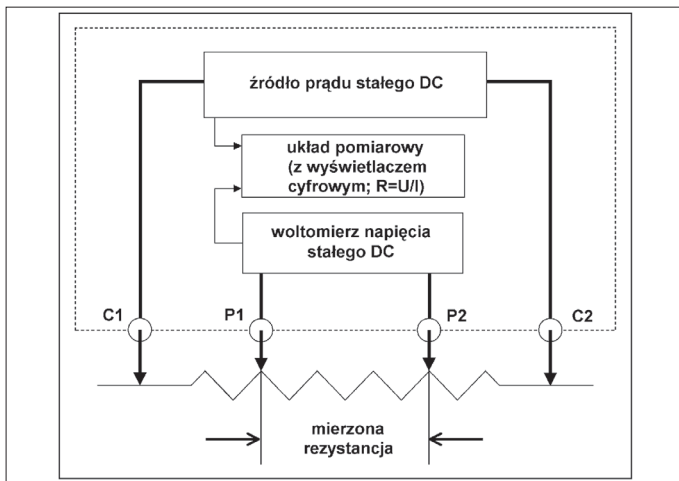 źródło prądu stałego DC
układ pomiarowy
(z wyświetlaczem
cyfrowym; R=U/I)
woltomierz napięcia
stałego DC
C1
P1
P2
C2
mierzona
rezystancja